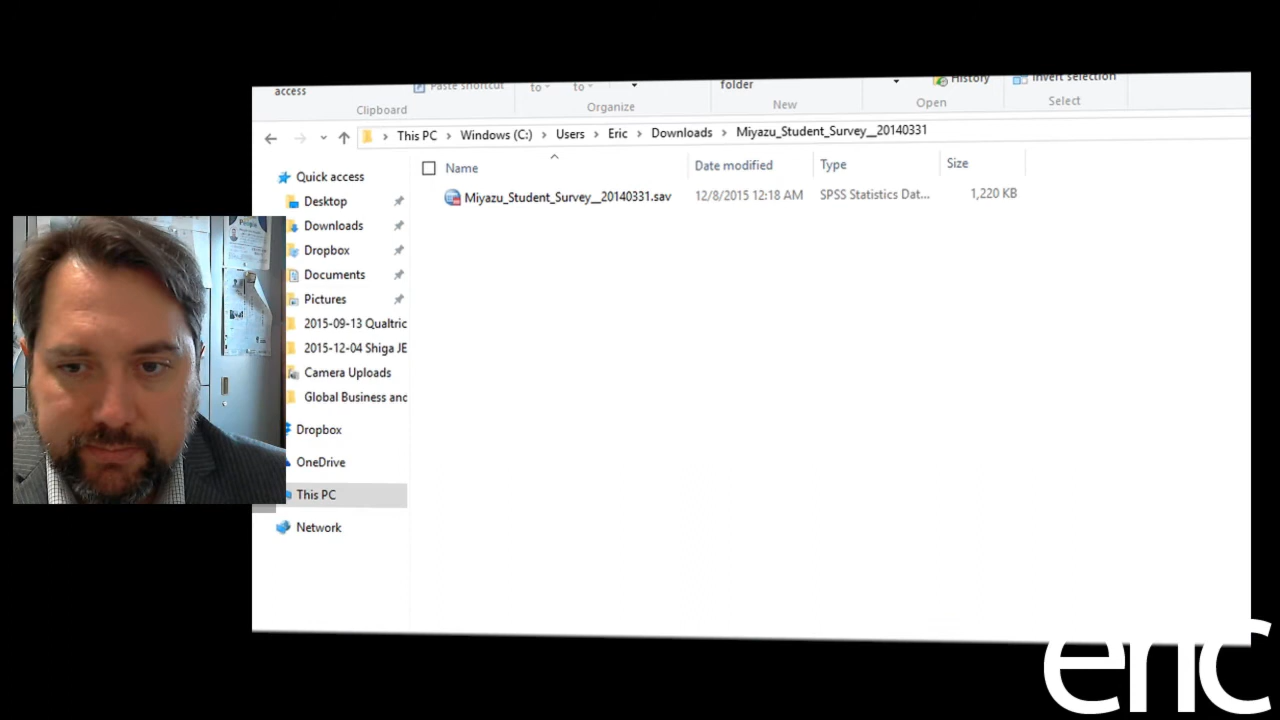 access
Paste shortcut
to
to
folder
History
Invert selection
Clipboard
Organize
New
Open
Select
This PC > Windows (C:) > Users > Eric > Downloads > Miyazu_Student_Survey__20140331
Name
Date modified
Type
Size
Miyazu_Student_Survey__20140331.sav
12/8/2015 12:18 AM
SPSS Statistics Dat...
1,220 KB
Quick access
Desktop
Downloads
Dropbox
Documents
Pictures
2015-09-13 Qualtric
2015-12-04 Shiga JE
Camera Uploads
Global Business and
Dropbox
OneDrive
This PC
Network
People
eric